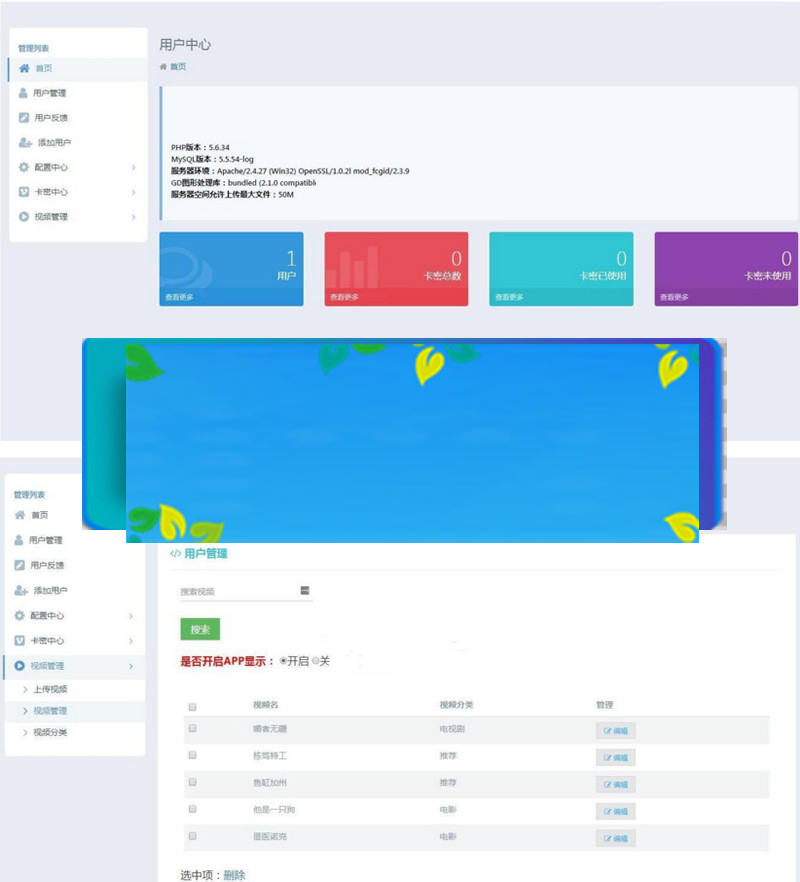 管理列表
首页
用户管理
用户反馈
添加用户
配置中心
卡密中心
视频管理
用户中心
首页
PHP版本：5.6.34
MySQL版本：5.5.54-log
服务器环境：Apache/2.4.27 (Win32) OpenSSL/1.0.2l mod_fcgid/2.3.9
GD图形处理库：bundled (2.1.0 compatible
服务器空间允许上传最大文件：50M
1
用户
查看更多
0
卡密总数
查看更多
0
卡密已使用
查看更多
0
卡密未使用
查看更多
管理列表
首页
用户管理
用户反馈
添加用户
配置中心
卡密中心
视频管理
上传视频
视频管理
视频分类
</> 用户管理
搜索视频
搜索
是否开启APP显示：开启 关
视频名 视频分类 管理
电视剧 编辑
栋笃特工 推荐 编辑
鱼缸加州 推荐 编辑
他是一只狗 电影 编辑
兽医诺克 电影 编辑
选中项：删除